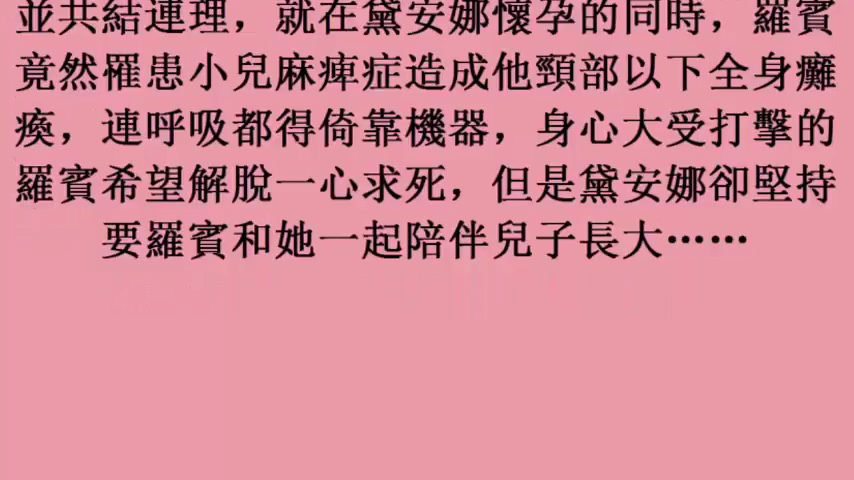 並共結連理，就在黛安娜懷孕的同時，羅賓
竟然罹患小兒麻痺症造成他頸部以下全身癱
瘓，連呼吸都得倚靠機器，身心大受打擊的
羅賓希望解脫一心求死，但是黛安娜卻堅持
要羅賓和她一起陪伴兒子長大……